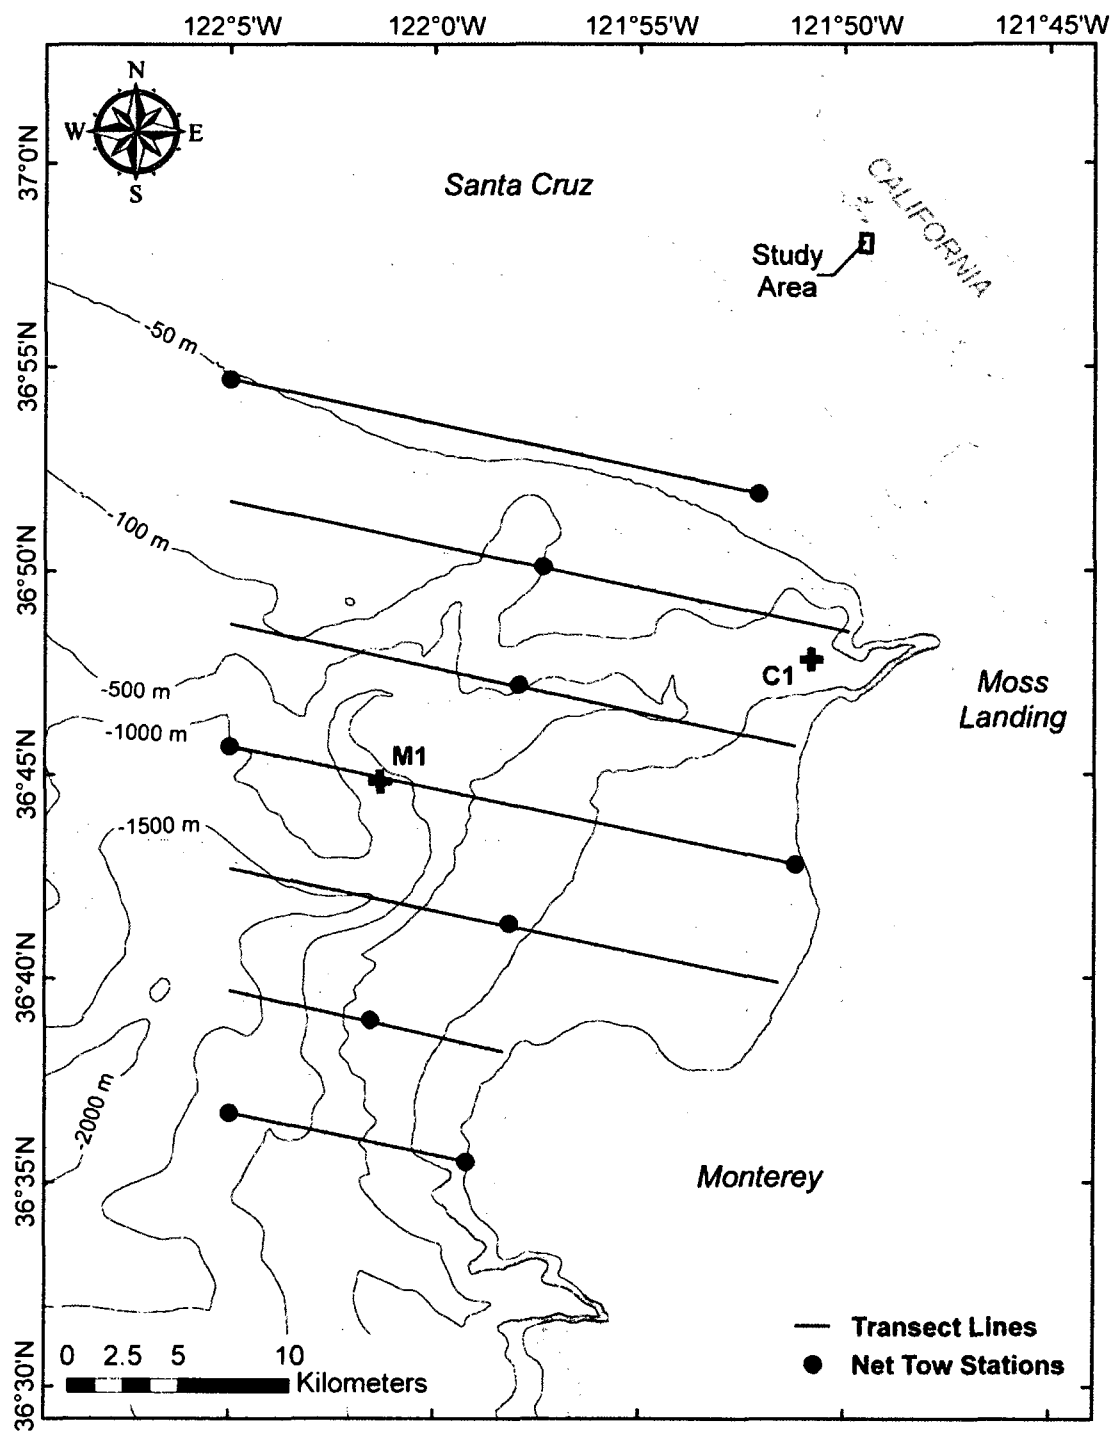 122°5'W
122°0'W
121°55'W
121°50'W
121°45'W
N
W
E
S
37°0'N
36°55'N
36°50'N
36°45'N
36°40'N
36°35'N
36°30'N
Santa Cruz
CALIFORNIA
Study
Area
-50 m
-100 m
-500 m
-1000 m
-1500 m
-2000 m
C1
M1
Moss
Landing
Monterey
0 2.5 5 10
Kilometers
Transect Lines
Net Tow Stations